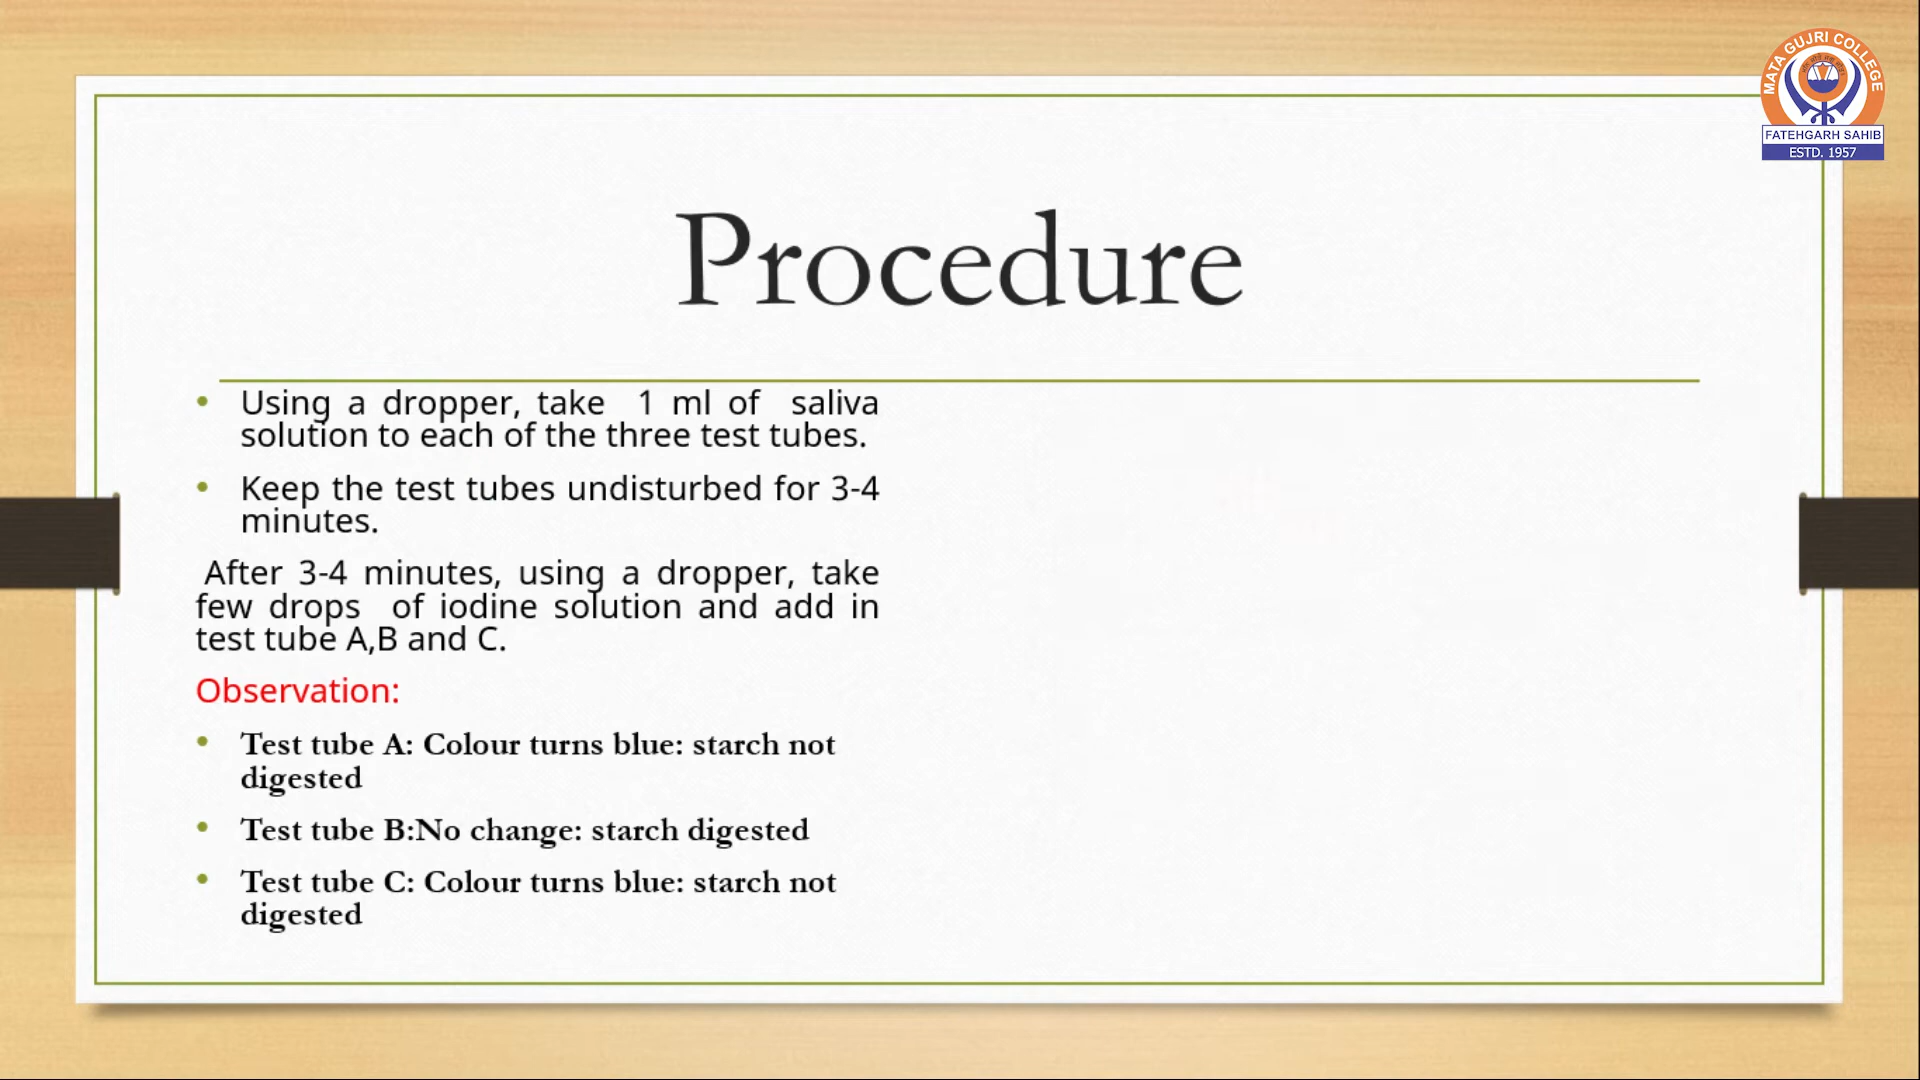 MATA GUJRI COLLEGE
FATEHGARH SAHIB
ESTD. 1957
Procedure
• Using a dropper, take 1 ml of saliva
solution to each of the three test tubes.
• Keep the test tubes undisturbed for 3-4
minutes.
After 3-4 minutes, using a dropper, take
few drops of iodine solution and add in
test tube A,B and C.
Observation:
• Test tube A: Colour turns blue: starch not
digested
• Test tube B:No change: starch digested
• Test tube C: Colour turns blue: starch not
digested